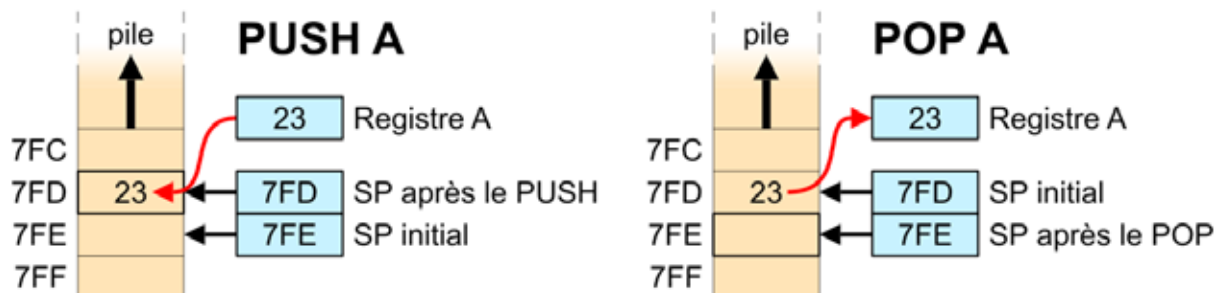 pile PUSH A
23 Registre A
7FC
7FD 23 7FD SP après le PUSH
7FE 7FE SP initial
7FF
pile POP A
23 Registre A
7FC
7FD 23 7FD SP initial
7FE 7FE SP après le POP
7FF